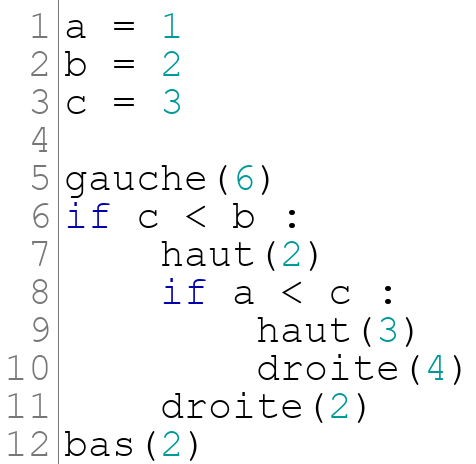 1 a = 1
2 b = 2
3 c = 3
4
5 gauche(6)
6 if c < b :
7     haut(2)
8     if a < c :
9         haut(3)
10         droite(4)
11     droite(2)
12 bas(2)